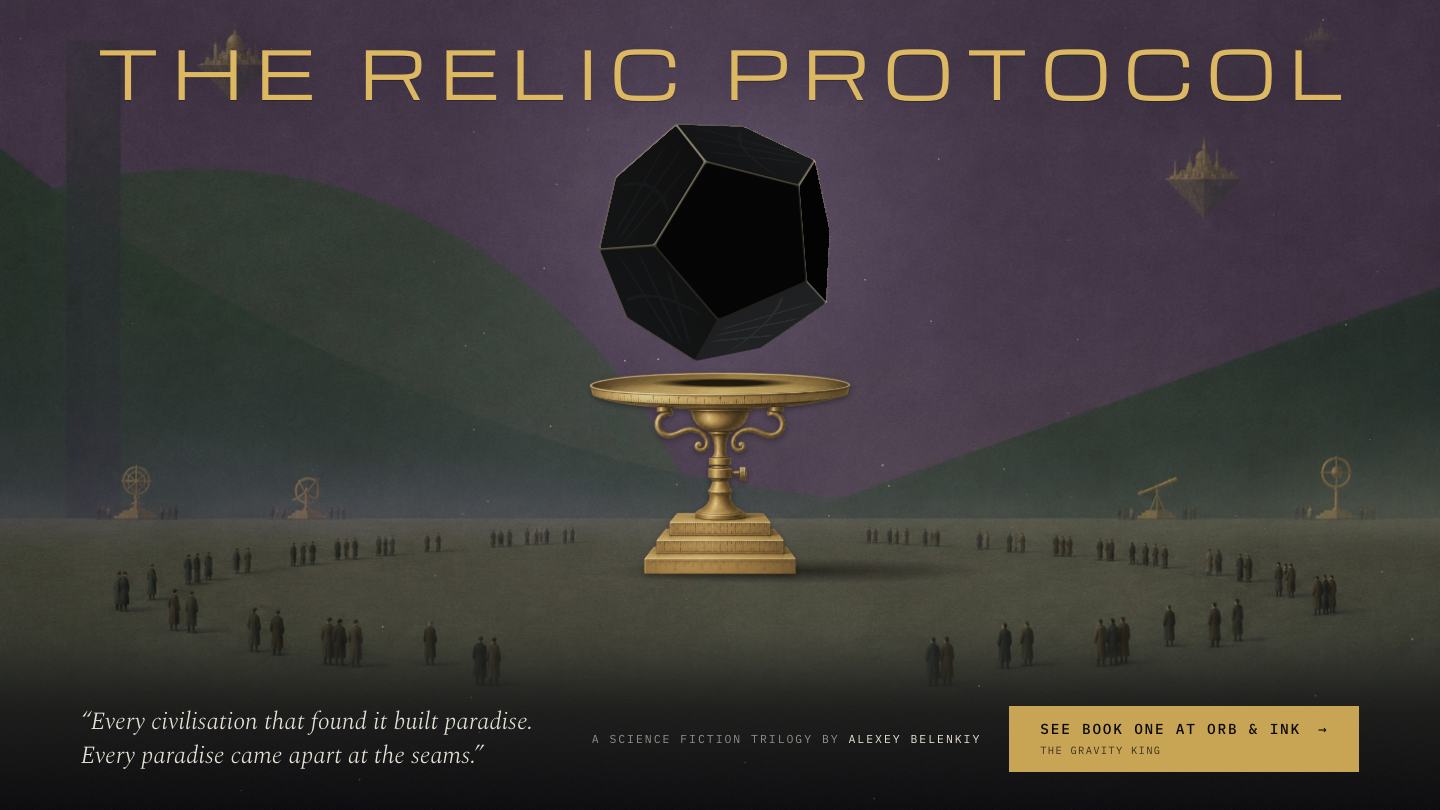 THE RELIC PROTOCOL
“Every civilisation that found it built paradise.
Every paradise came apart at the seams.”
A SCIENCE FICTION TRILOGY BY ALEXEY BELENKIY
SEE BOOK ONE AT ORB & INK →
THE GRAVITY KING